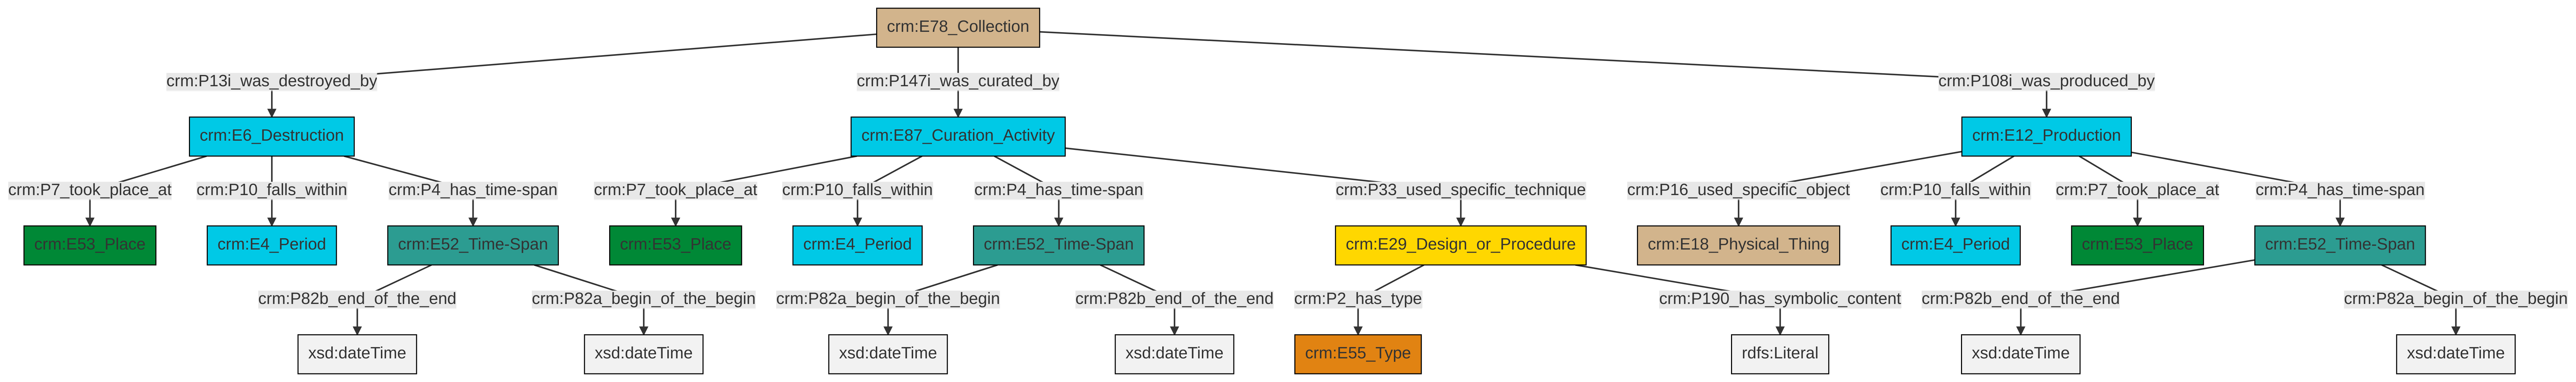 crm:E78_Collection
crm:P13i_was_destroyed_by
crm:P147i_was_curated_by
crm:P108i_was_produced_by
crm:E6_Destruction
crm:E87_Curation_Activity
crm:E12_Production
crm:P7_took_place_at
crm:P10_falls_within
crm:P4_has_time-span
crm:P7_took_place_at
crm:P10_falls_within
crm:P4_has_time-span
crm:P33_used_specific_technique
crm:P16_used_specific_object
crm:P10_falls_within
crm:P7_took_place_at
crm:P4_has_time-span
crm:E53_Place
crm:E4_Period
crm:E52_Time-Span
crm:E53_Place
crm:E4_Period
crm:E52_Time-Span
crm:E29_Design_or_Procedure
crm:E18_Physical_Thing
crm:E4_Period
crm:E53_Place
crm:E52_Time-Span
crm:P82b_end_of_the_end
crm:P82a_begin_of_the_begin
crm:P82a_begin_of_the_begin
crm:P82b_end_of_the_end
crm:P2_has_type
crm:P190_has_symbolic_content
crm:P82b_end_of_the_end
crm:P82a_begin_of_the_begin
xsd:dateTime
xsd:dateTime
xsd:dateTime
xsd:dateTime
crm:E55_Type
rdfs:Literal
xsd:dateTime
xsd:dateTime